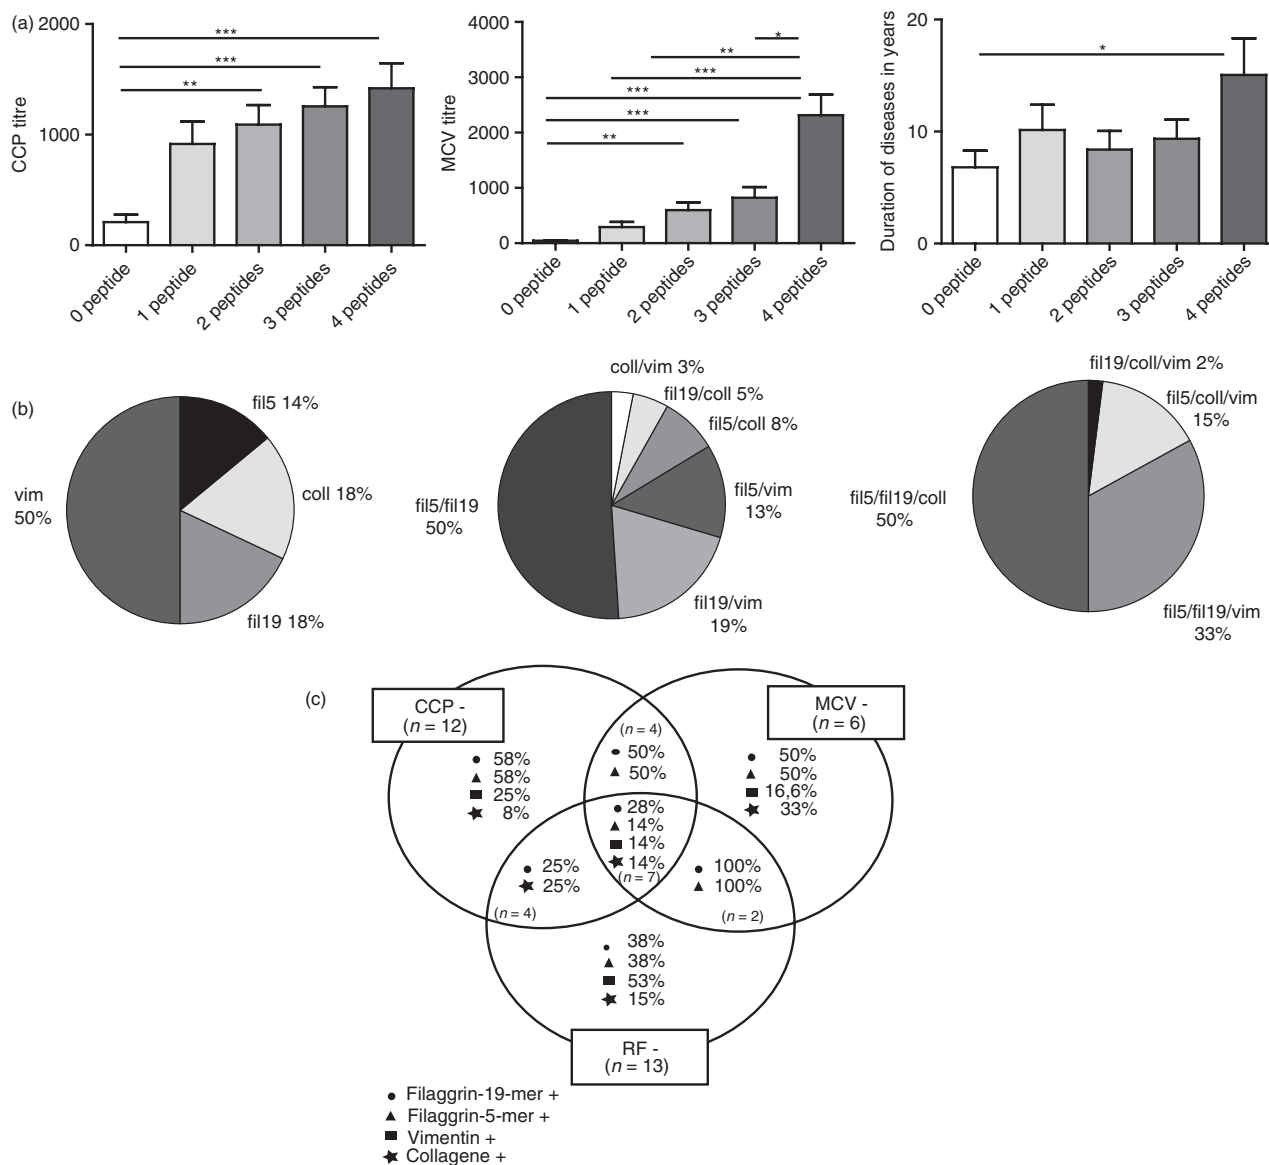 (a)
2000
1000
0
CCP titre
***
***
**
0 peptide
1 peptide
2 peptides
3 peptides
4 peptides
4000
3000
2000
1000
0
MCV titre
*
**
***
***
***
**
0 peptide
1 peptide
2 peptides
3 peptides
4 peptides
20
10
0
Duration of diseases in years
*
0 peptide
1 peptide
2 peptides
3 peptides
4 peptides
(b)
fil5 14%
coll 18%
fil19 18%
vim
50%
coll/vim 3%
fil19/coll 5%
fil5/coll 8%
fil5/vim
13%
fil19/vim
19%
fil5/fil19
50%
fil19/coll/vim 2%
fil5/coll/vim
15%
fil5/fil19/vim
33%
fil5/fil19/coll
50%
(c)
CCP -
(n = 12)
MCV -
(n = 6)
58%
58%
25%
8%
(n = 4)
50%
50%
50%
50%
16,6%
33%
28%
14%
14%
14%
(n = 7)
25%
25%
(n = 4)
100%
100%
(n = 2)
38%
38%
53%
15%
RF -
(n = 13)
Filaggrin-19-mer +
Filaggrin-5-mer +
Vimentin +
Collagene +